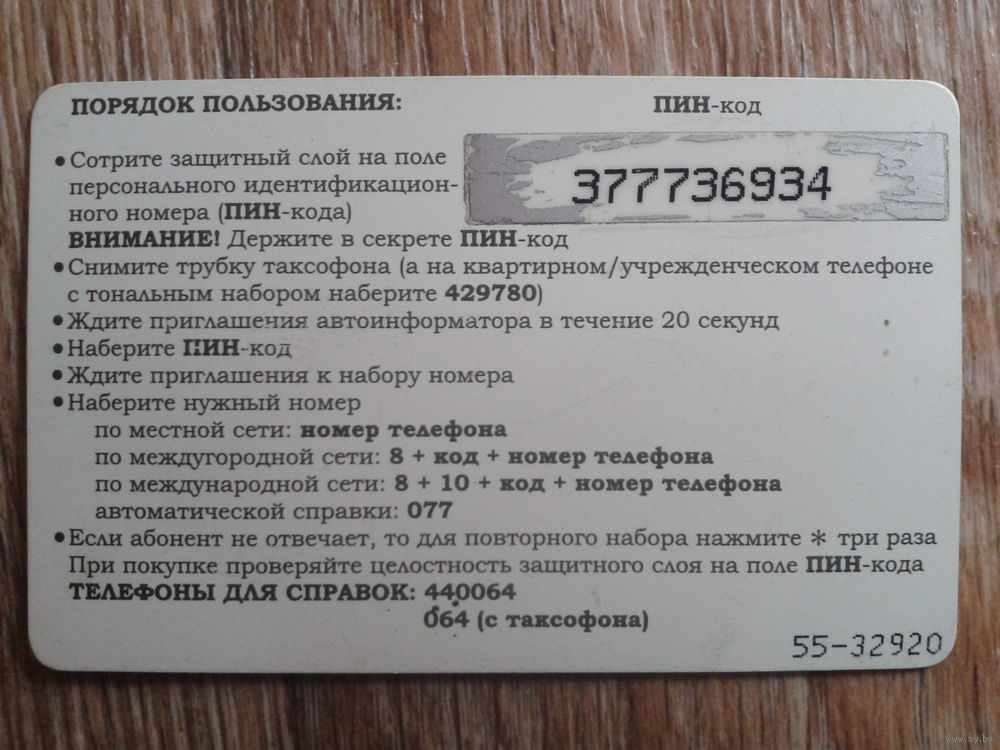 ПОРЯДОК ПОЛЬЗОВАНИЯ:
ПИН-код
377736934
• Сотрите защитный слой на поле
персонального идентификацион-
ного номера (ПИН-кода)
ВНИМАНИЕ! Держите в секрете ПИН-код
• Снимите трубку таксофона (а на квартирном/учрежденческом телефоне
с тональным набором наберите 429780)
• Ждите приглашения автоинформатора в течение 20 секунд
• Наберите ПИН-код
• Ждите приглашения к набору номера
• Наберите нужный номер
по местной сети: номер телефона
по междугородной сети: 8 + код + номер телефона
по международной сети: 8 + 10 + код + номер телефона
автоматической справки: 077
• Если абонент не отвечает, то для повторного набора нажмите * три раза
При покупке проверяйте целостность защитного слоя на поле ПИН-кода
ТЕЛЕФОНЫ ДЛЯ СПРАВОК: 440064
064 (с таксофона)
55-32920
www.ay.by